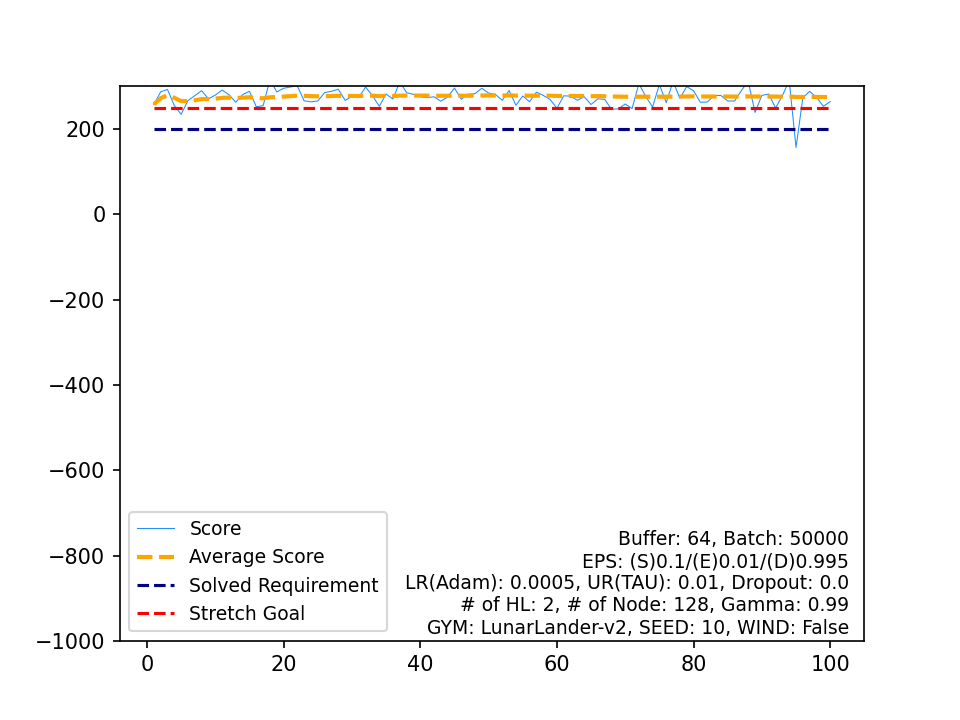 200
0
−200
−400
−600
−800
−1000
0
20
40
60
80
100
Score
Average Score
Solved Requirement
Stretch Goal
Buffer: 64, Batch: 50000
EPS: (S)0.1/(E)0.01/(D)0.995
LR(Adam): 0.0005, UR(TAU): 0.01, Dropout: 0.0
# of HL: 2, # of Node: 128, Gamma: 0.99
GYM: LunarLander-v2, SEED: 10, WIND: False